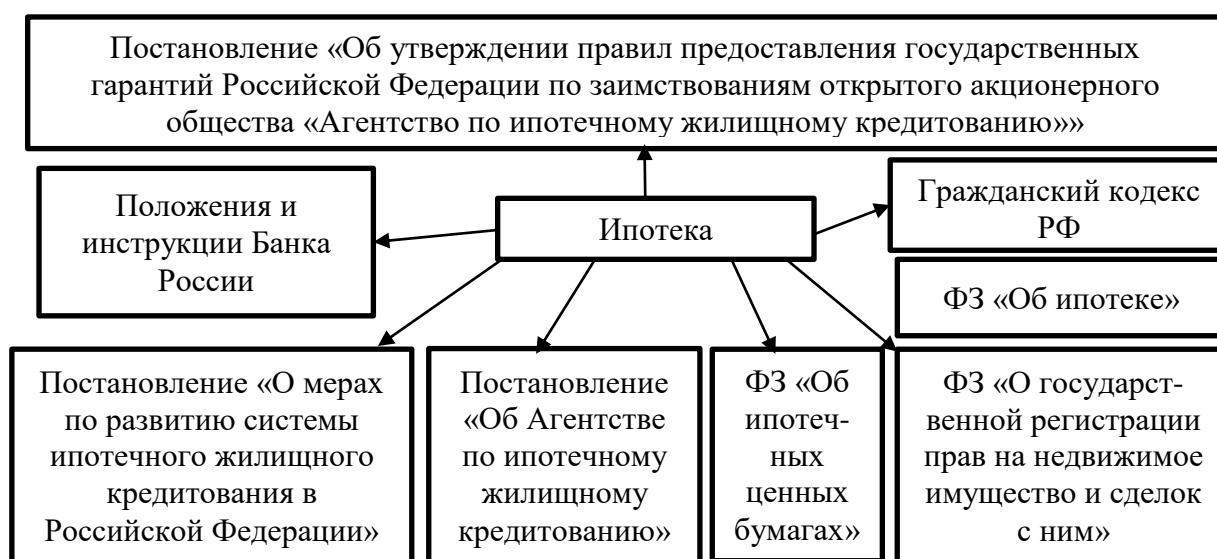 Постановление «Об утверждении правил предоставления государственных
гарантий Российской Федерации по заимствованиям открытого акционерного
общества «Агентство по ипотечному жилищному кредитованию»»
Положения и
инструкции Банка
России
Ипотека
Гражданский кодекс
РФ
ФЗ «Об ипотеке»
Постановление «О мерах
по развитию системы
ипотечного жилищного
кредитования в
Российской Федерации»
Постановление
«Об Агентстве
по ипотечному
жилищному
кредитованию»
ФЗ «Об
ипотеч-
ных
ценных
бумагах»
ФЗ «О государст-
венной регистрации
прав на недвижимое
имущество и сделок
с ним»